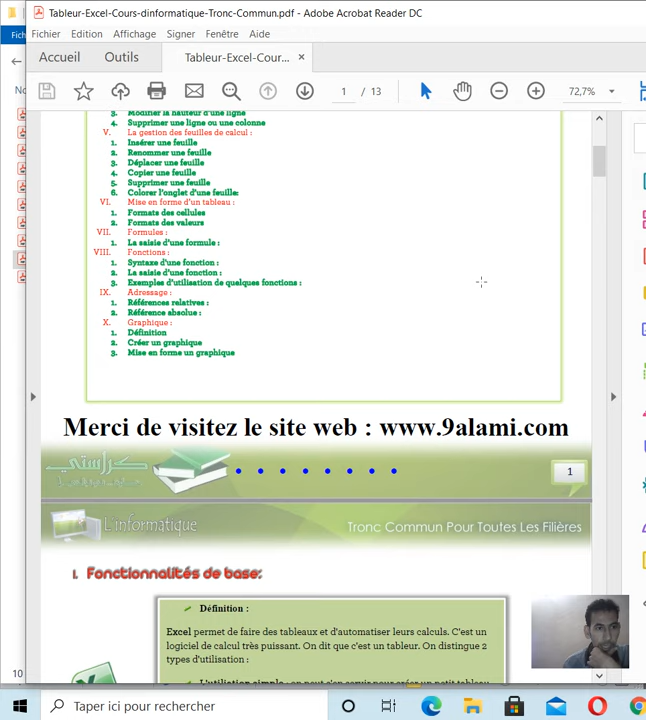 Tableur-Excel-Cours-dinformatique-Tronc-Commun.pdf - Adobe Acrobat Reader DC
Fich
Fichier Edition Affichage Signer Fenêtre Aide
Accueil Outils Tableur-Excel-Cour... ×
No
1 / 13 72,7%
3. Modifier la hauteur d'une ligne
4. Supprimer une ligne ou une colonne
V. La gestion des feuilles de calcul :
1. Insérer une feuille
2. Renommer une feuille
3. Déplacer une feuille
4. Copier une feuille
5. Supprimer une feuille
6. Colorer l'onglet d'une feuille:
VI. Mise en forme d'un tableau :
1. Formats des cellules
2. Formats des valeurs
VII. Formules :
1. La saisie d'une formule :
VIII. Fonctions :
1. Syntaxe d'une fonction :
2. La saisie d'une fonction :
3. Exemples d'utilisation de quelques fonctions :
IX. Adressage :
1. Références relatives :
2. Référence absolue :
X. Graphique :
1. Définition
2. Créer un graphique
3. Mise en forme un graphique
Merci de visitez le site web : www.9alami.com
كراستي
1
L'informatique
Tronc Commun Pour Toutes Les Filières
I. Fonctionnalités de base:
Définition :
Excel permet de faire des tableaux et d'automatiser leurs calculs. C'est un
logiciel de calcul très puissant. On dit que c'est un tableur. On distingue 2
types d'utilisation :
10
Taper ici pour rechercher